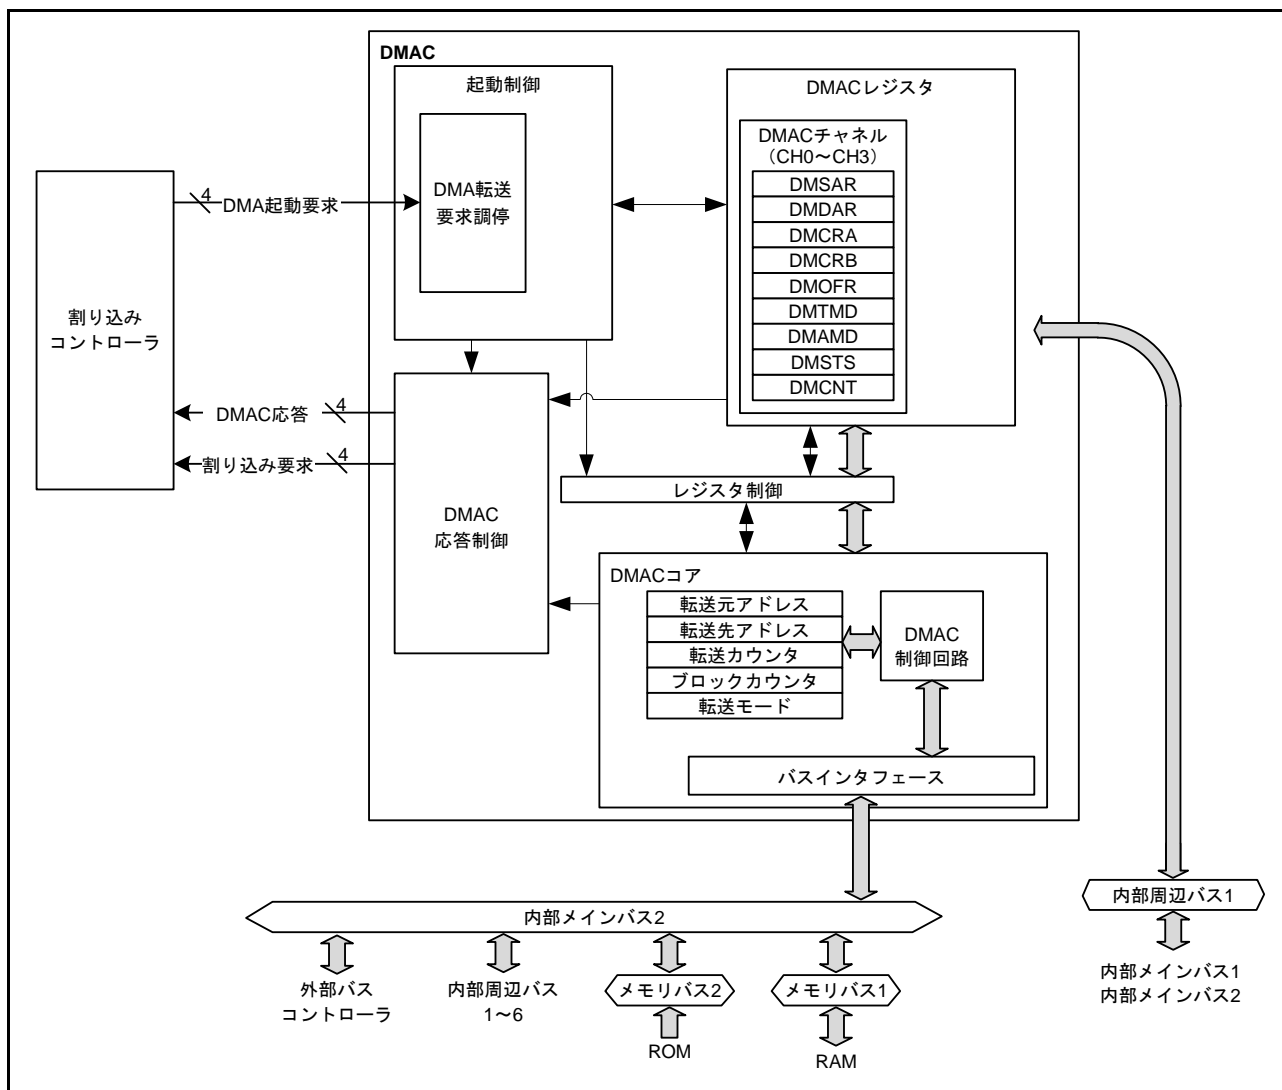 DMAC
起動制御
DMA転送
要求調停
DMACレジスタ
DMACチャネル
（CH0～CH3）
DMSAR
DMDAR
DMCRA
DMCRB
DMOFR
DMTMD
DMAMD
DMSTS
DMCNT
割り込み
コントローラ
4
DMA起動要求
DMAC応答
4
割り込み要求
4
DMAC
応答制御
レジスタ制御
DMACコア
転送元アドレス
転送先アドレス
転送カウンタ
ブロックカウンタ
転送モード
DMAC
制御回路
バスインタフェース
内部メインバス2
内部周辺バス1
外部バス
コントローラ
内部周辺バス
1～6
メモリバス2
メモリバス1
ROM
RAM
内部メインバス1
内部メインバス2